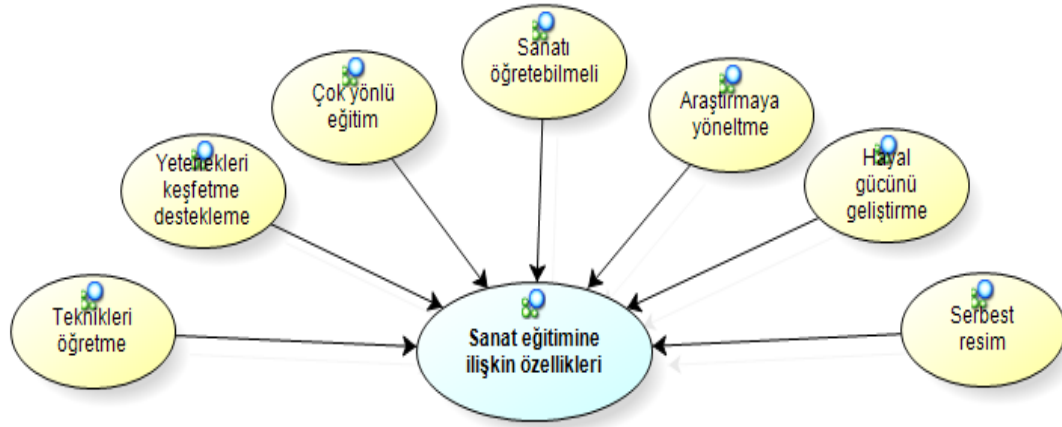 Sanatı
öğretebilmeli
Çok yönlü
eğitim
Araştırmaya
yöneltme
Yetenekleri
keşfetme
destekleme
Hayal
gücünü
geliştirme
Teknikleri
öğretme
Serbest
resim
Sanat eğitimine
ilişkin özellikleri